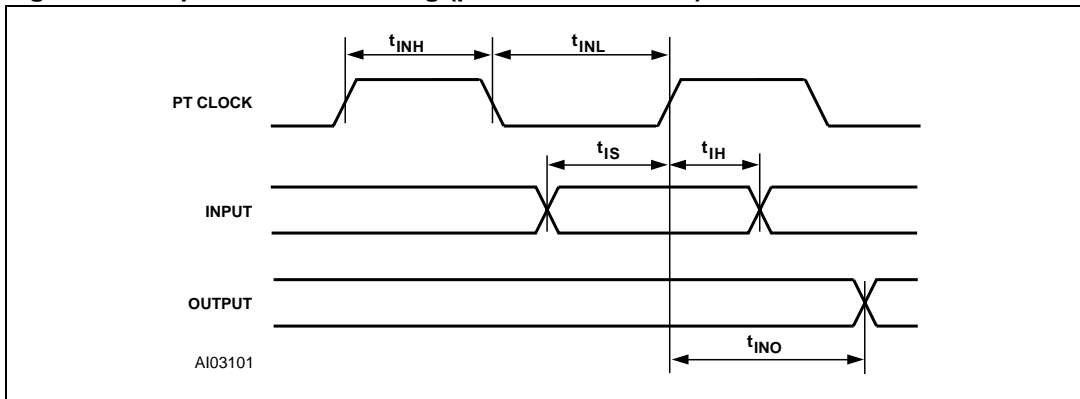 tINH
tINL
PT CLOCK
tIS
tIH
INPUT
OUTPUT
tINO
AI03101